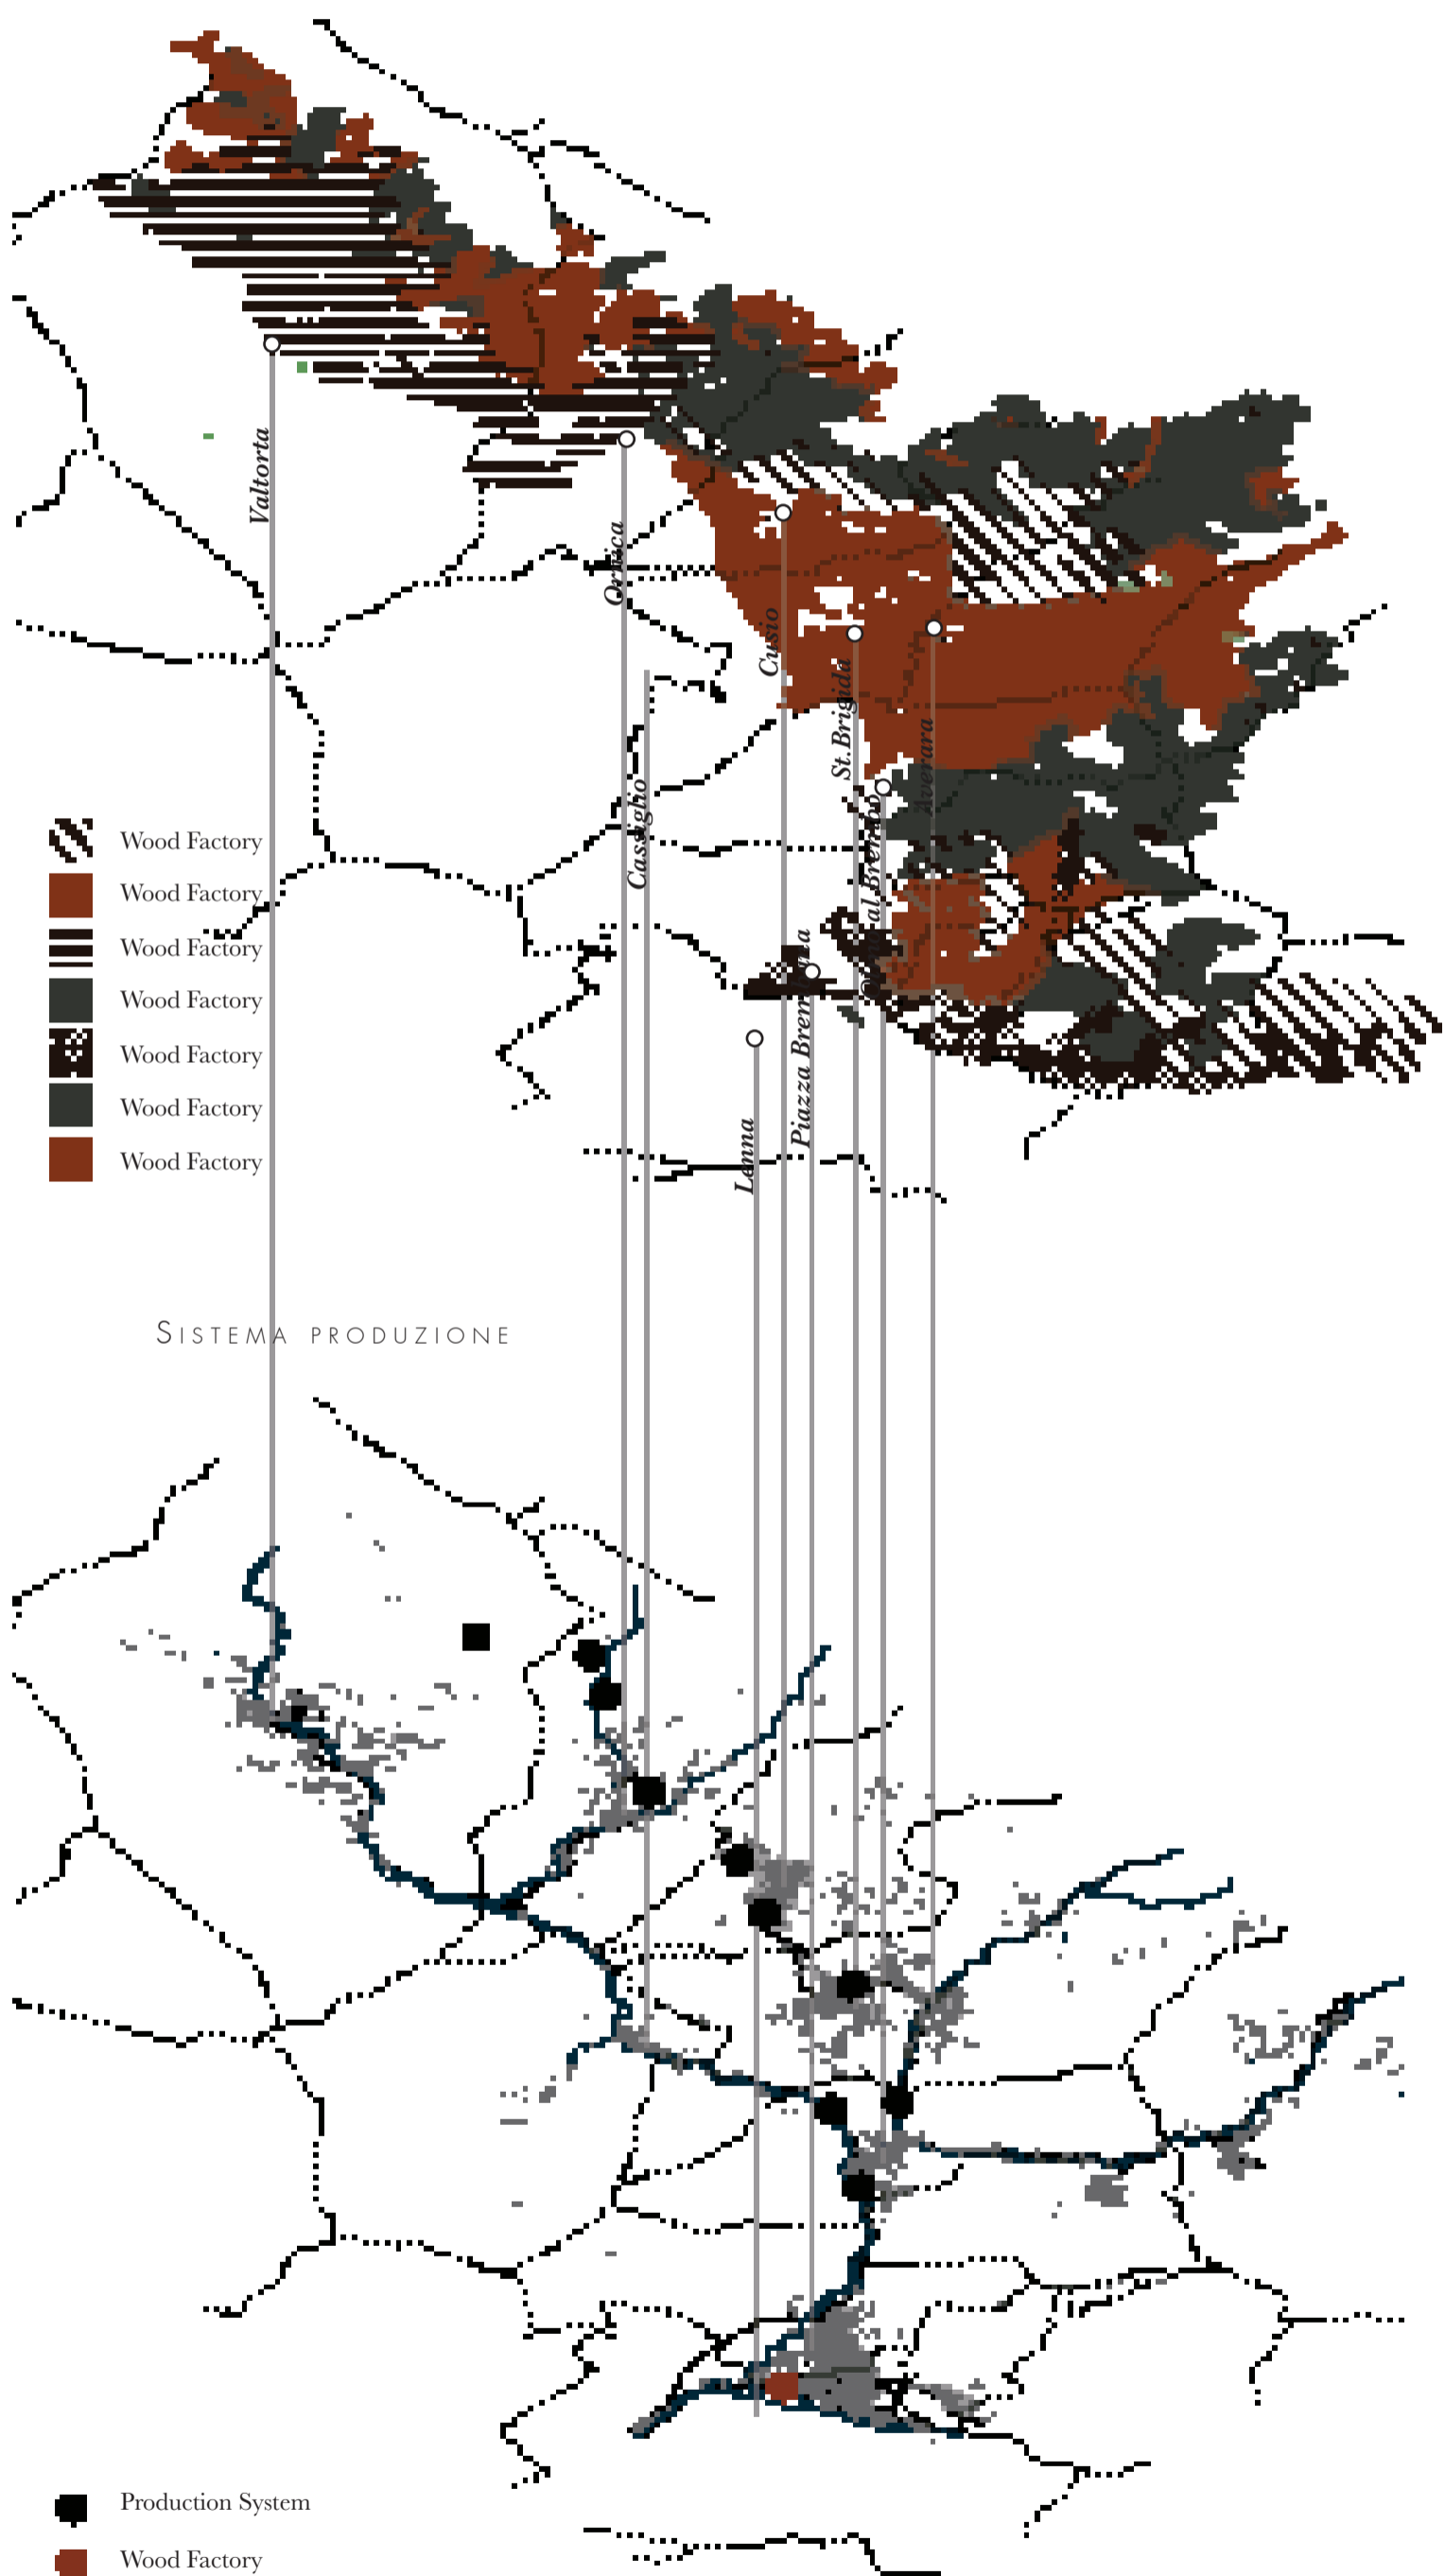 Valtorta
Ornica
Cusio
St.Brigida
Averara
Cassiglio
Piazza Brembana
Lenna
Wood Factory
Wood Factory
Wood Factory
Wood Factory
Wood Factory
Wood Factory
Wood Factory
SISTEMA PRODUZIONE
Production System
Wood Factory